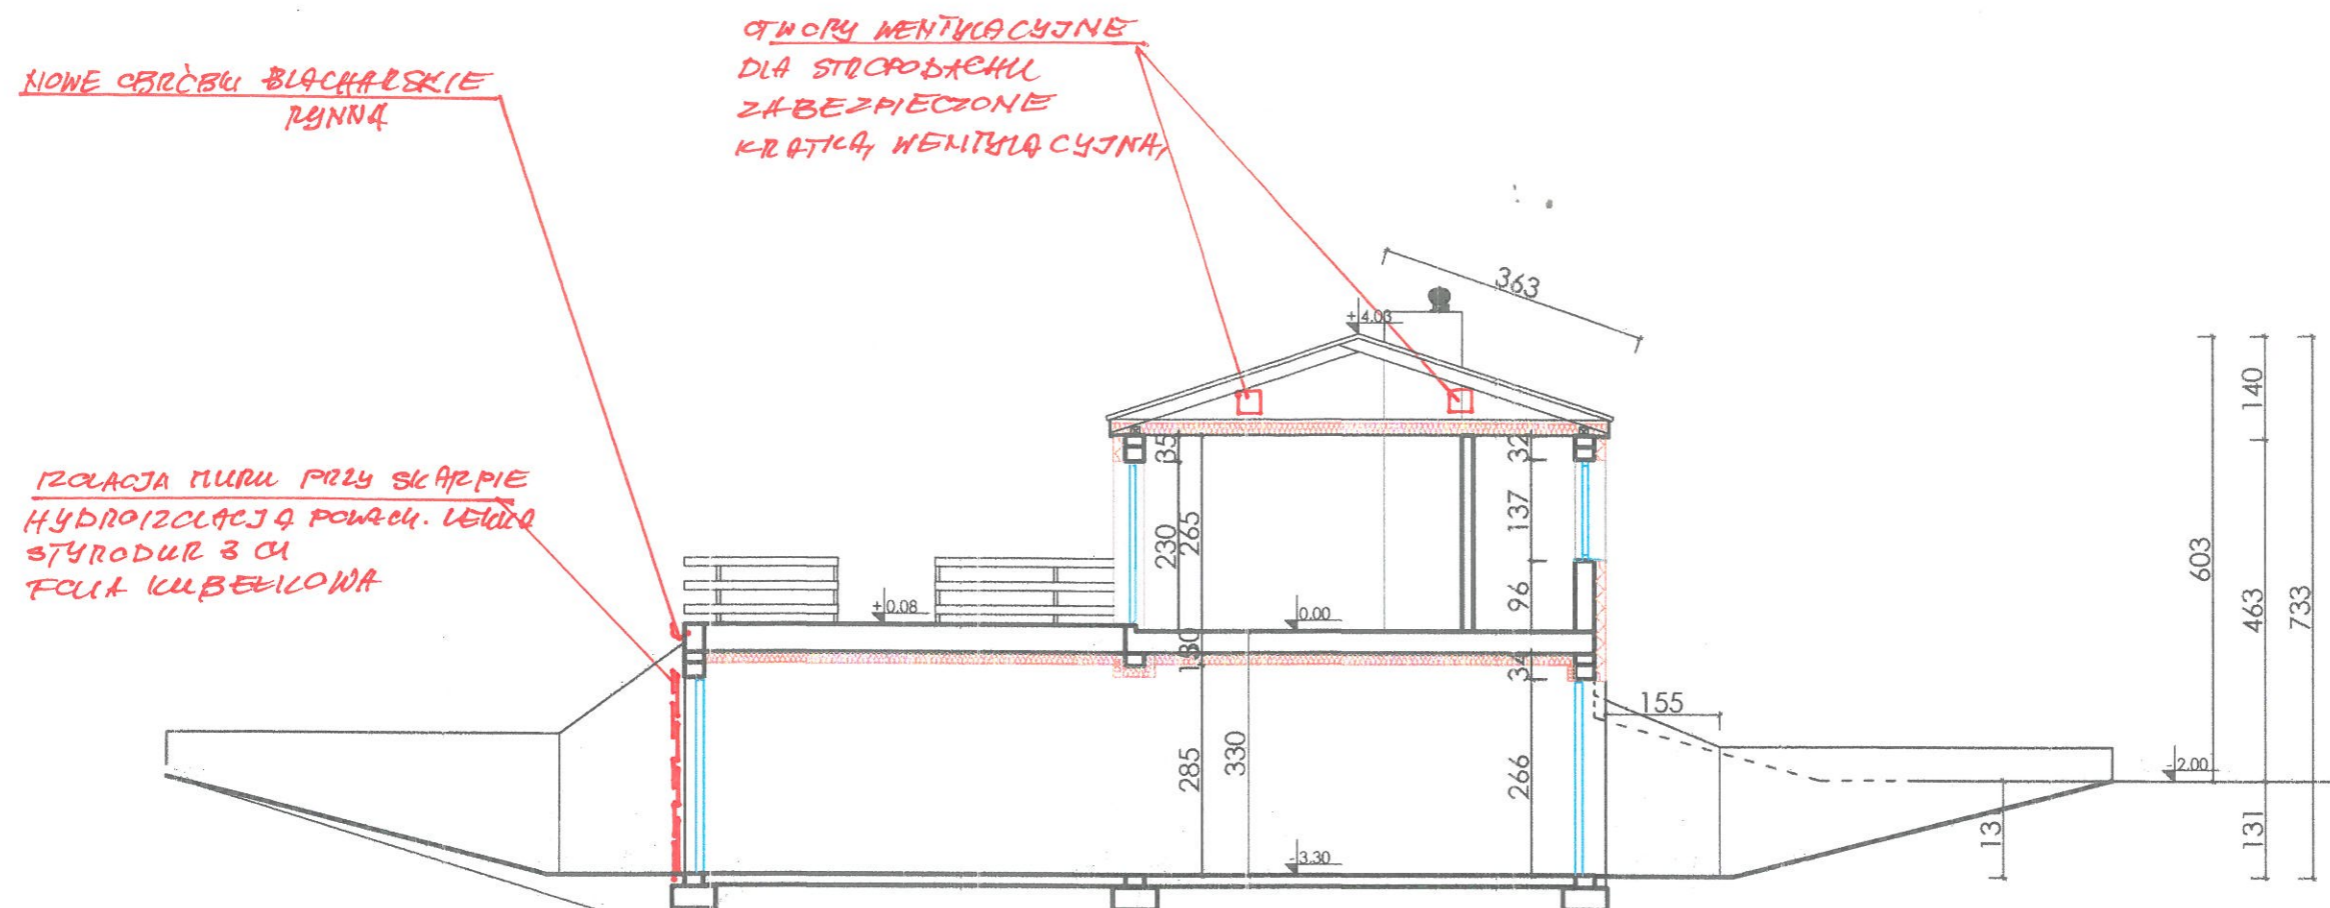 OTWORY WENTYLACYJNE
DLA STROPODACHU
ZABEZPIECZONE
KRATKĄ WENTYLACYJNĄ
NOWE OBRÓBKI BLACHARSKIE
RYNNA
IZOLACJA MURU PRZY SKARPIE
HYDROIZOLACJA POWŁOK. LEKKA
STYRODUR 3 CM
FOLIA KUBEŁKOWA
363
+4.03
140
35
32
230
265
137
603
96
463
733
+0.08
0.00
130
34
155
285
330
266
-2.00
13
131
-3.30